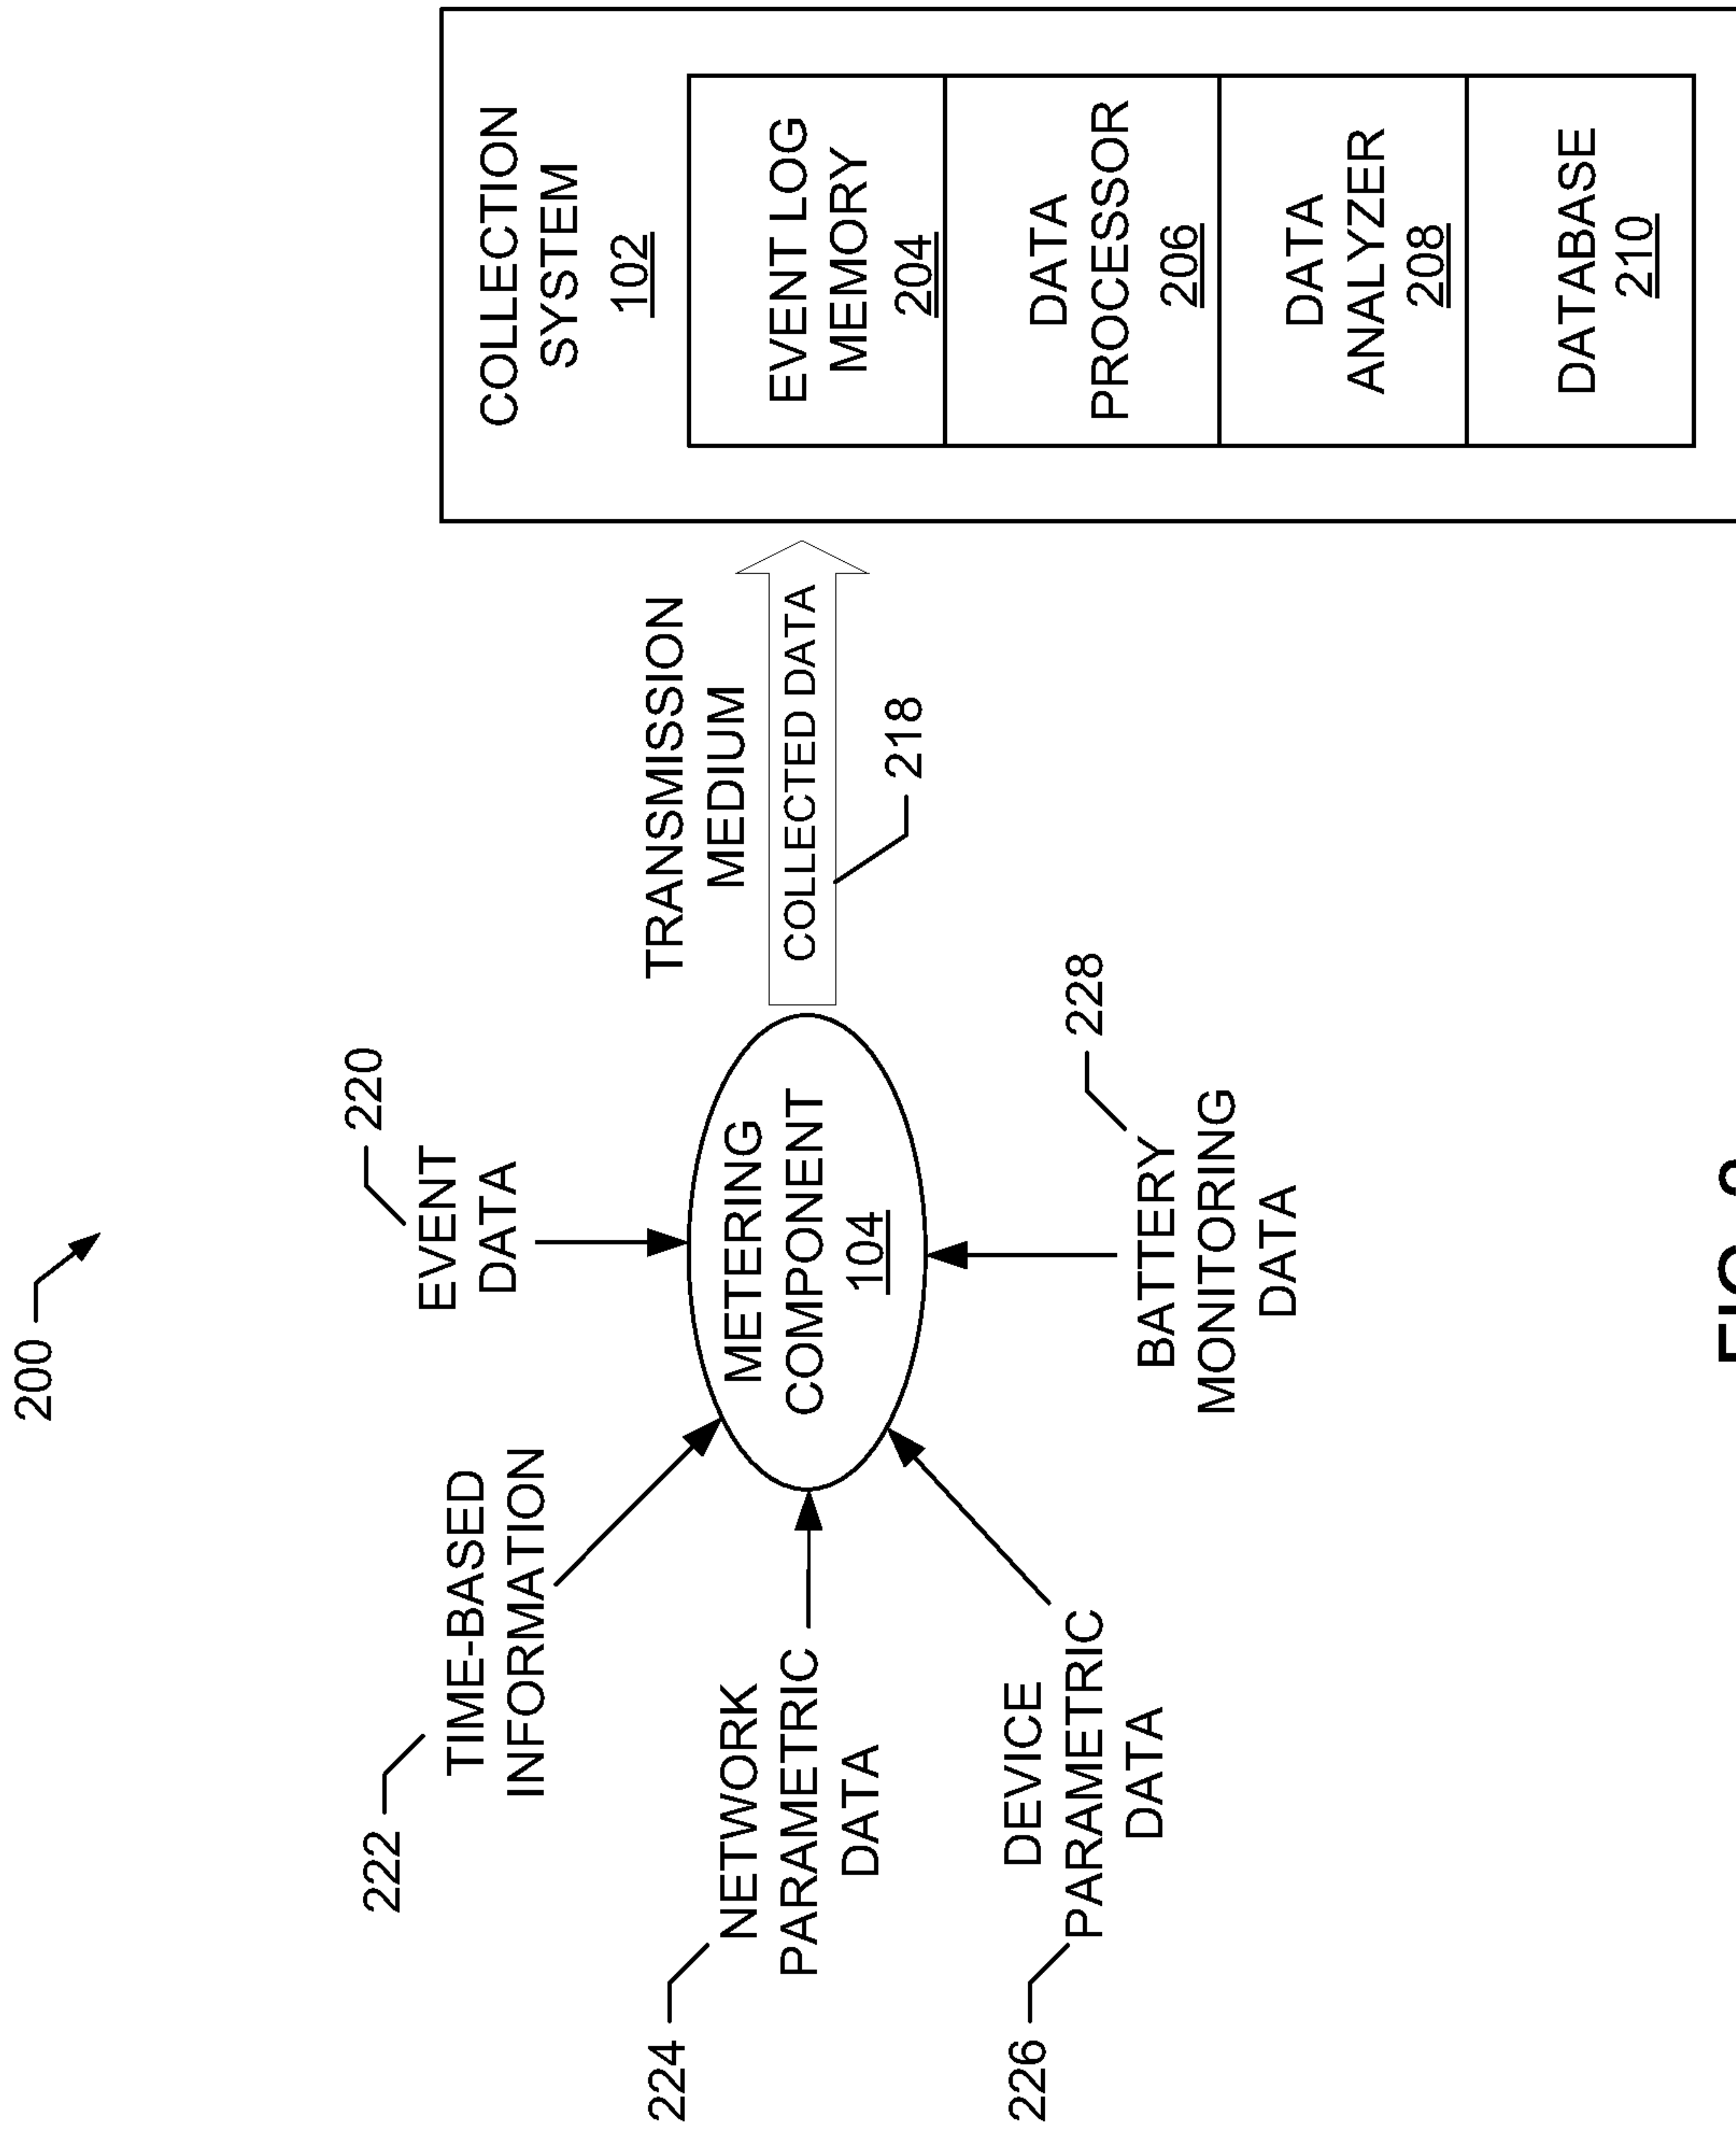 200
222
TIME-BASED
INFORMATION
220
EVENT
DATA
224
NETWORK
PARAMETRIC
DATA
226
DEVICE
PARAMETRIC
DATA
228
BATTERY
MONITORING
DATA
METERING
COMPONENT
104
TRANSMISSION
MEDIUM
COLLECTED DATA
218
COLLECTION
SYSTEM
102
EVENT LOG
MEMORY
204
DATA
PROCESSOR
206
DATA
ANALYZER
208
DATABASE
210